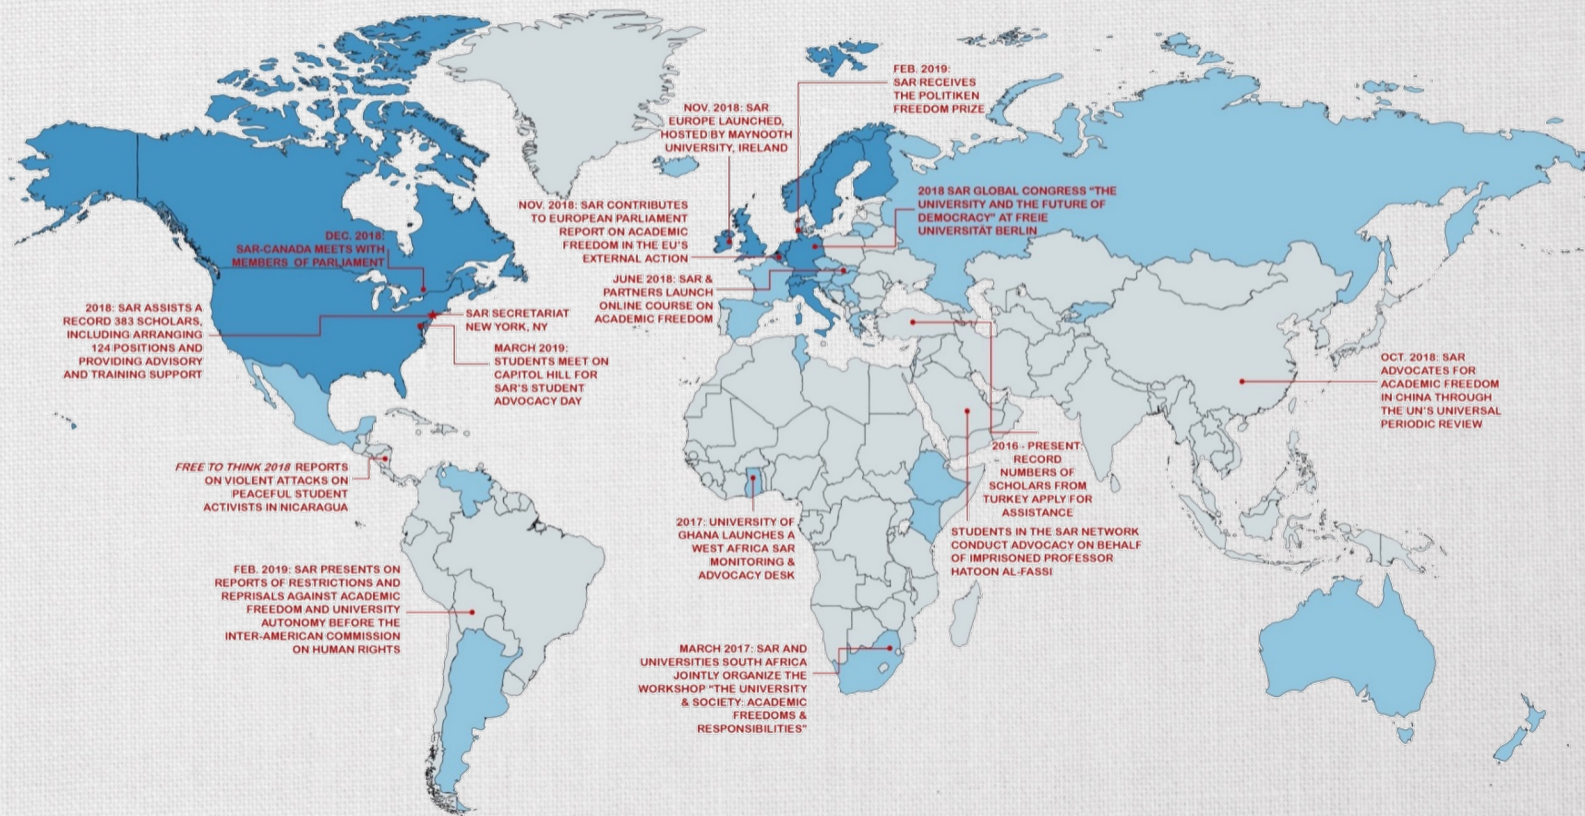 FEB. 2019:
SAR RECEIVES
THE POLITIKEN
FREEDOM PRIZE
NOV. 2018: SAR
EUROPE LAUNCHED,
HOSTED BY MAYNOOTH
UNIVERSITY, IRELAND
2018 SAR GLOBAL CONGRESS "THE
UNIVERSITY AND THE FUTURE OF
DEMOCRACY" AT FREIE
UNIVERSITÄT BERLIN
NOV. 2018: SAR CONTRIBUTES
TO EUROPEAN PARLIAMENT
REPORT ON ACADEMIC
FREEDOM IN THE EU'S
EXTERNAL ACTION
DEC. 2018:
SAR-CANADA MEETS WITH
MEMBERS OF PARLIAMENT
JUNE 2018: SAR &
PARTNERS LAUNCH
ONLINE COURSE ON
ACADEMIC FREEDOM
2018: SAR ASSISTS A
RECORD 383 SCHOLARS,
INCLUDING ARRANGING
124 POSITIONS AND
PROVIDING ADVISORY
AND TRAINING SUPPORT
SAR SECRETARIAT
NEW YORK, NY
MARCH 2019:
STUDENTS MEET ON
CAPITOL HILL FOR
SAR'S STUDENT
ADVOCACY DAY
OCT. 2018: SAR
ADVOCATES FOR
ACADEMIC FREEDOM
IN CHINA THROUGH
THE UN'S UNIVERSAL
PERIODIC REVIEW
2016 - PRESENT:
RECORD
NUMBERS OF
SCHOLARS FROM
TURKEY APPLY FOR
ASSISTANCE
FREE TO THINK 2018 REPORTS
ON VIOLENT ATTACKS ON
PEACEFUL STUDENT
ACTIVISTS IN NICARAGUA
2017: UNIVERSITY OF
GHANA LAUNCHES A
WEST AFRICA SAR
MONITORING &
ADVOCACY DESK
STUDENTS IN THE SAR NETWORK
CONDUCT ADVOCACY ON BEHALF
OF IMPRISONED PROFESSOR
HATOON AL-FASSI
FEB. 2019: SAR PRESENTS ON
REPORTS OF RESTRICTIONS AND
REPRISALS AGAINST ACADEMIC
FREEDOM AND UNIVERSITY
AUTONOMY BEFORE THE
INTER-AMERICAN COMMISSION
ON HUMAN RIGHTS
MARCH 2017: SAR AND
UNIVERSITIES SOUTH AFRICA
JOINTLY ORGANIZE THE
WORKSHOP "THE UNIVERSITY
& SOCIETY: ACADEMIC
FREEDOMS &
RESPONSIBILITIES"